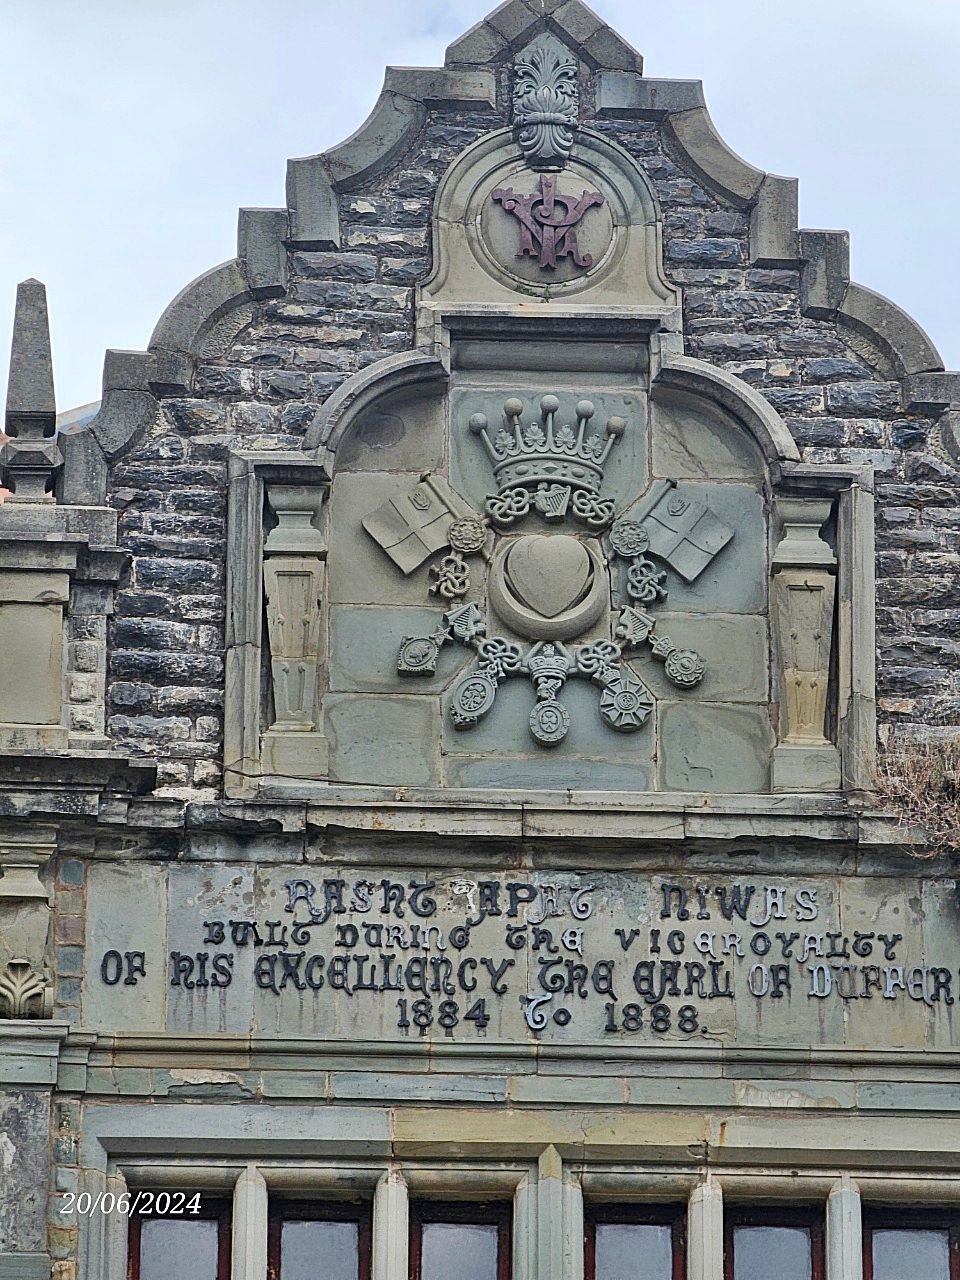 RASHTRAPATI NIWAS
BUILT DURING THE VICEROYALTY
OF HIS EXCELLENCY THE EARL OF DUFFERI
1884 TO 1888.
20/06/2024